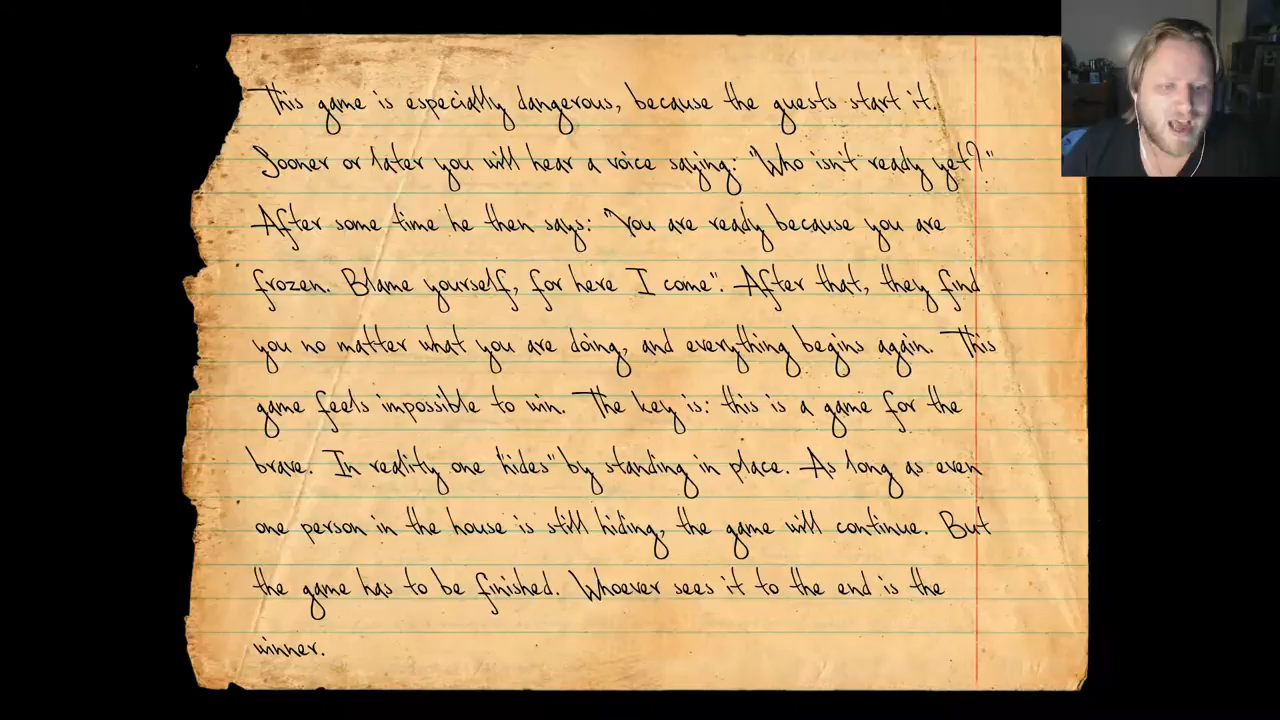 This game is especially dangerous, because the guests start it.
Sooner or later you will hear a voice saying: "Who isn't ready yet?"
After some time he then says: "You are ready because you are
frozen. Blame yourself, for here I come". After that, they find
you no matter what you are doing, and everything begins again. This
game feels impossible to win. The key is: this is a game for the
brave. In reality one "hides" by standing in place. As long as even
one person in the house is still hiding, the game will continue. But
the game has to be finished. Whoever sees it to the end is the
winner.